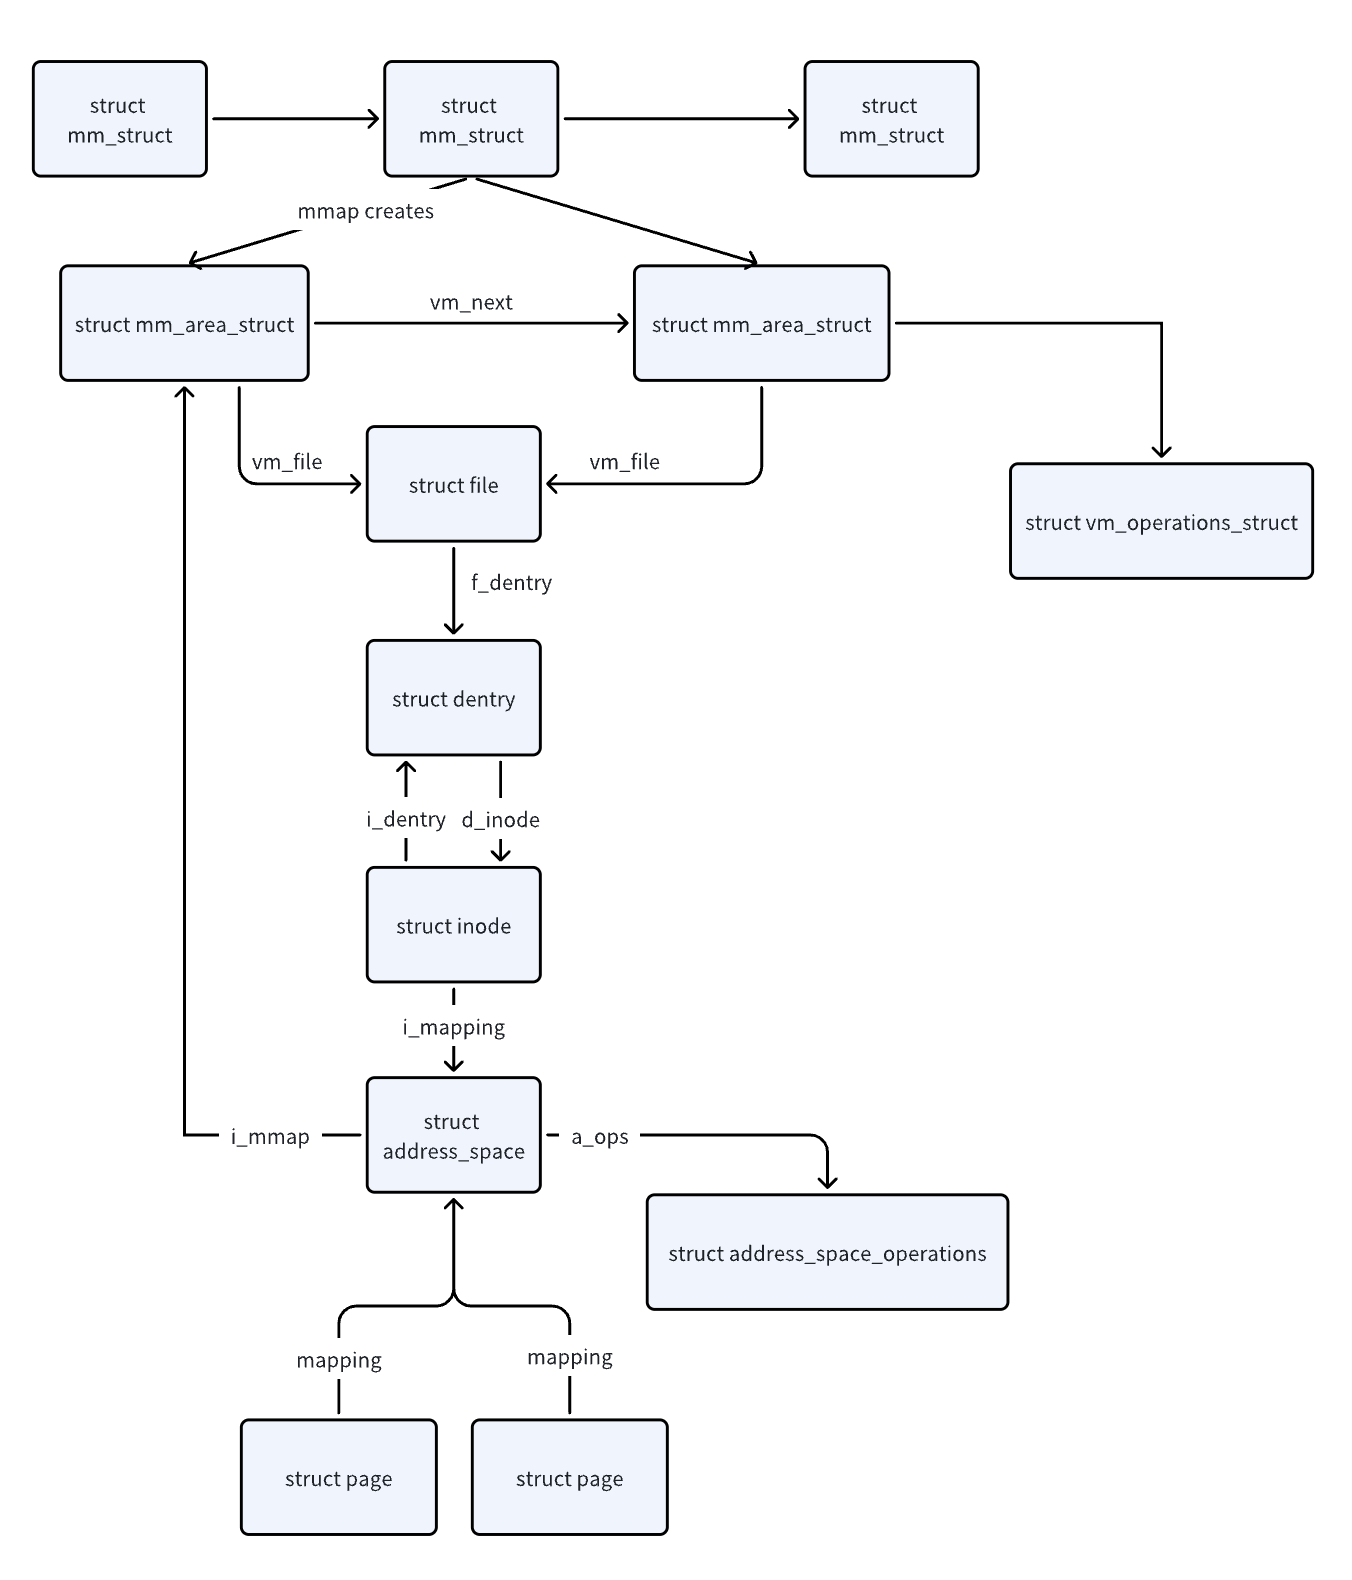 struct
mm_struct
struct
mm_struct
struct
mm_struct
mmap creates
struct mm_area_struct
vm_next
struct mm_area_struct
vm_file
struct file
vm_file
struct vm_operations_struct
f_dentry
struct dentry
i_dentry
d_inode
struct inode
i_mapping
struct
address_space
i_mmap
a_ops
struct address_space_operations
mapping
mapping
struct page
struct page